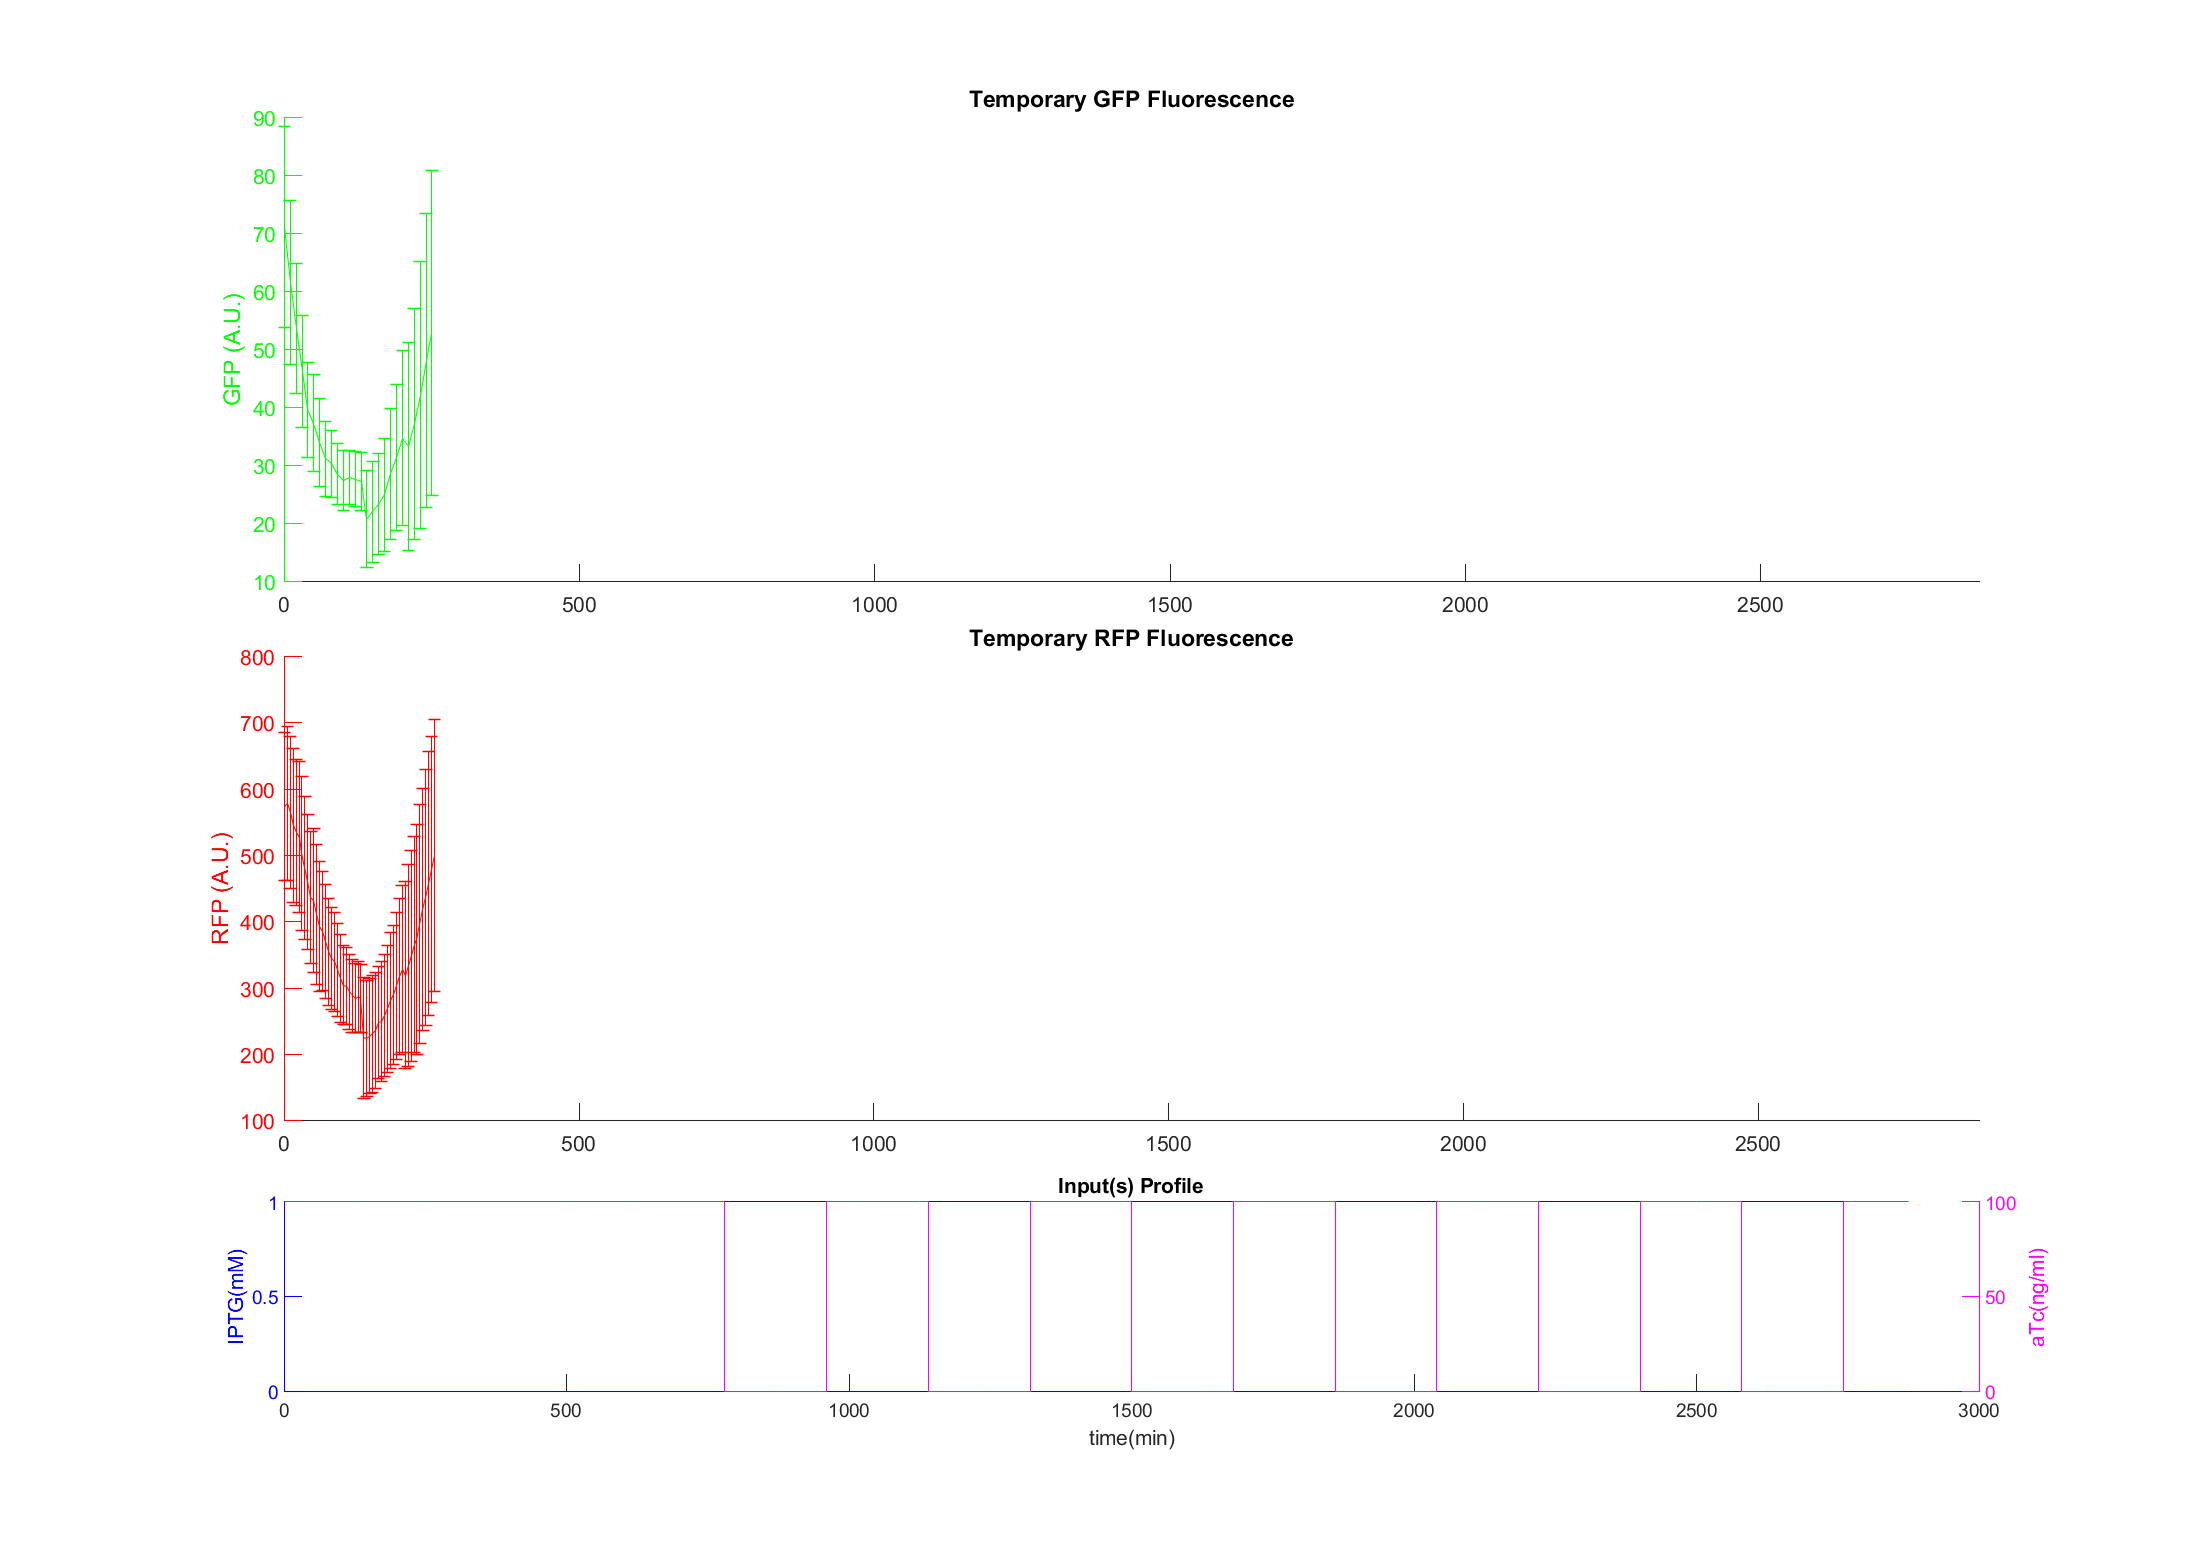 Temporary GFP Fluorescence
90
80
70
60
50
40
30
20
10
GFP (A.U.)
0 500 1000 1500 2000 2500
Temporary RFP Fluorescence
800
700
600
500
400
300
200
100
RFP (A.U.)
0 500 1000 1500 2000 2500
Input(s) Profile
1
0.5
0
IPTG(mM)
100
50
0
aTc(ng/ml)
0 500 1000 1500 2000 2500 3000
time(min)